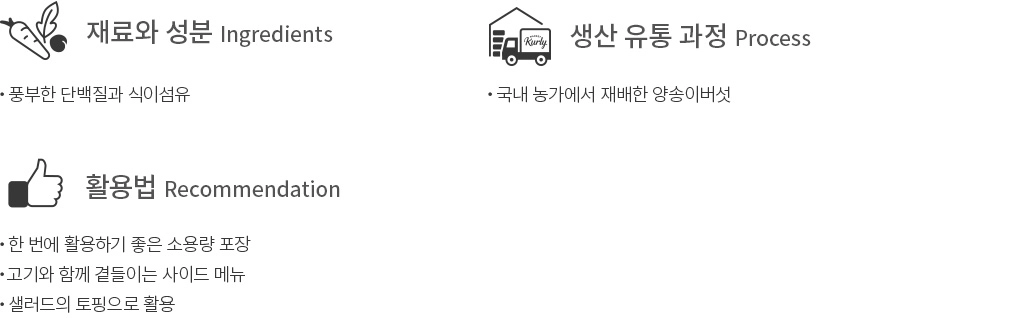 재료와 성분 Ingredients
• 풍부한 단백질과 식이섬유
Kurly
생산 유통 과정 Process
• 국내 농가에서 재배한 양송이버섯
활용법 Recommendation
• 한 번에 활용하기 좋은 소용량 포장
• 고기와 함께 곁들이는 사이드 메뉴
• 샐러드의 토핑으로 활용